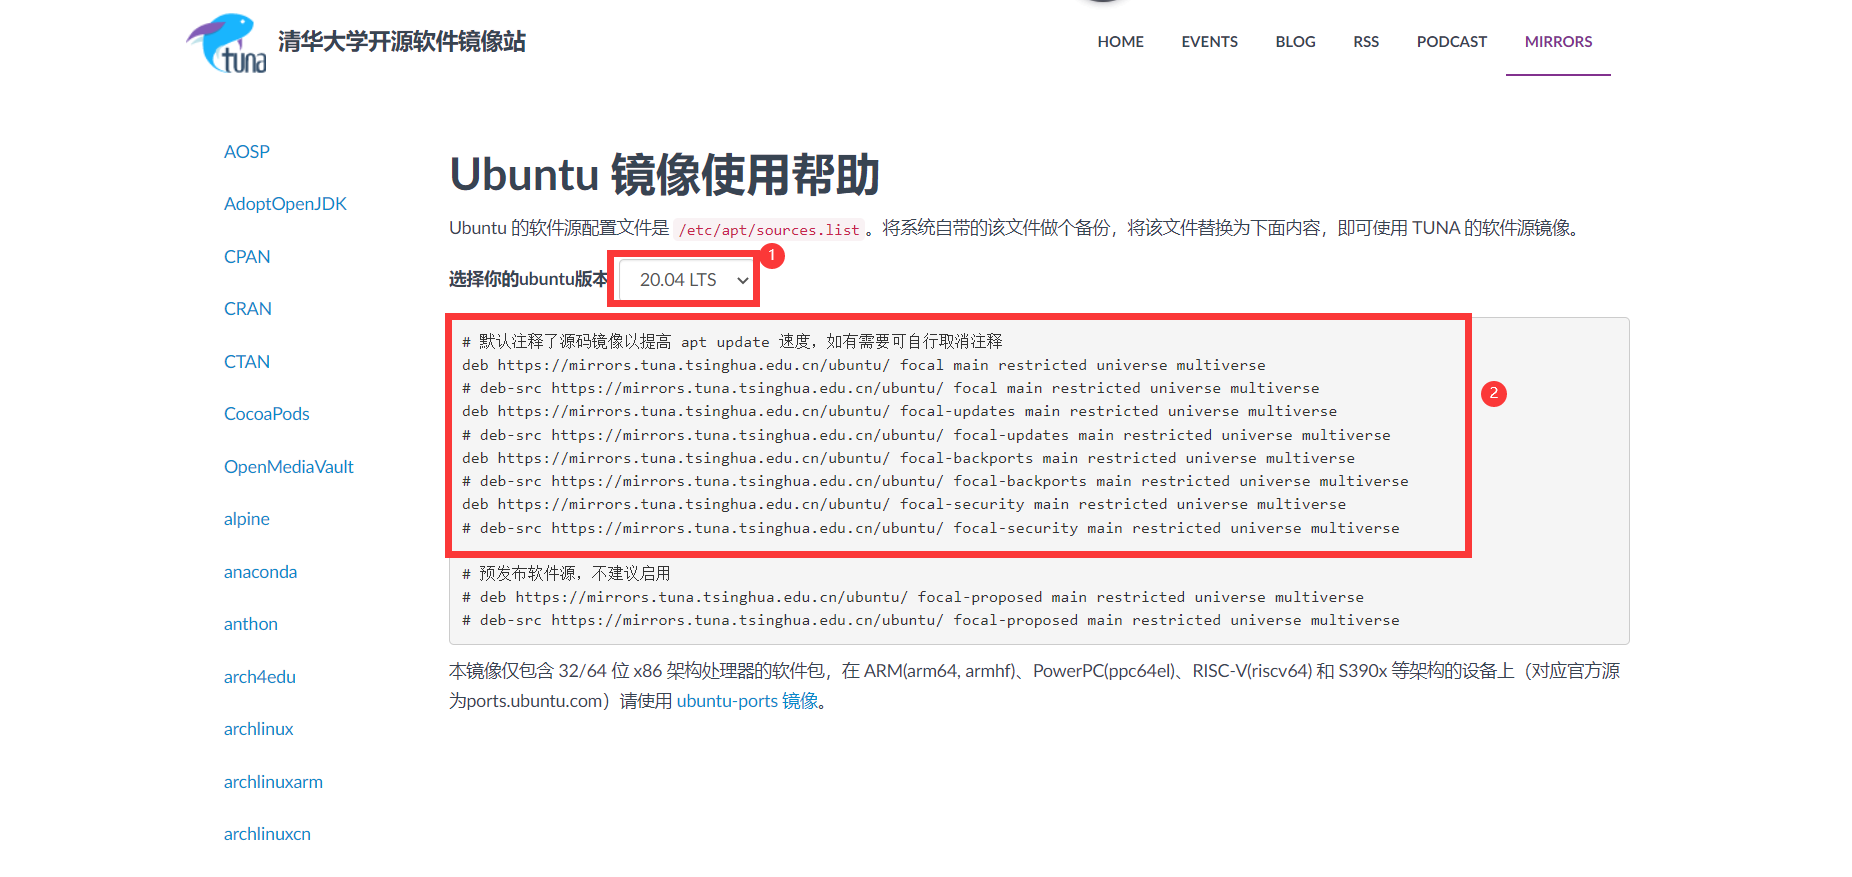 tuna
清华大学开源软件镜像站
HOME EVENTS BLOG RSS PODCAST MIRRORS
AOSP
AdoptOpenJDK
CPAN
CRAN
CTAN
CocoaPods
OpenMediaVault
alpine
anaconda
anthon
arch4edu
archlinux
archlinuxarm
archlinuxcn
Ubuntu 镜像使用帮助
Ubuntu 的软件源配置文件是 /etc/apt/sources.list 。将系统自带的该文件做个备份，将该文件替换为下面内容，即可使用 TUNA 的软件源镜像。
选择你的ubuntu版本 20.04 LTS 1
# 默认注释了源码镜像以提高 apt update 速度，如有需要可自行取消注释
deb https://mirrors.tuna.tsinghua.edu.cn/ubuntu/ focal main restricted universe multiverse
# deb-src https://mirrors.tuna.tsinghua.edu.cn/ubuntu/ focal main restricted universe multiverse
2
deb https://mirrors.tuna.tsinghua.edu.cn/ubuntu/ focal-updates main restricted universe multiverse
# deb-src https://mirrors.tuna.tsinghua.edu.cn/ubuntu/ focal-updates main restricted universe multiverse
deb https://mirrors.tuna.tsinghua.edu.cn/ubuntu/ focal-backports main restricted universe multiverse
# deb-src https://mirrors.tuna.tsinghua.edu.cn/ubuntu/ focal-backports main restricted universe multiverse
deb https://mirrors.tuna.tsinghua.edu.cn/ubuntu/ focal-security main restricted universe multiverse
# deb-src https://mirrors.tuna.tsinghua.edu.cn/ubuntu/ focal-security main restricted universe multiverse
# 预发布软件源，不建议启用
# deb https://mirrors.tuna.tsinghua.edu.cn/ubuntu/ focal-proposed main restricted universe multiverse
# deb-src https://mirrors.tuna.tsinghua.edu.cn/ubuntu/ focal-proposed main restricted universe multiverse
本镜像仅包含 32/64 位 x86 架构处理器的软件包，在 ARM(arm64, armhf)、PowerPC(ppc64el)、RISC-V(riscv64) 和 S390x 等架构的设备上（对应官方源
为ports.ubuntu.com）请使用 ubuntu-ports 镜像。